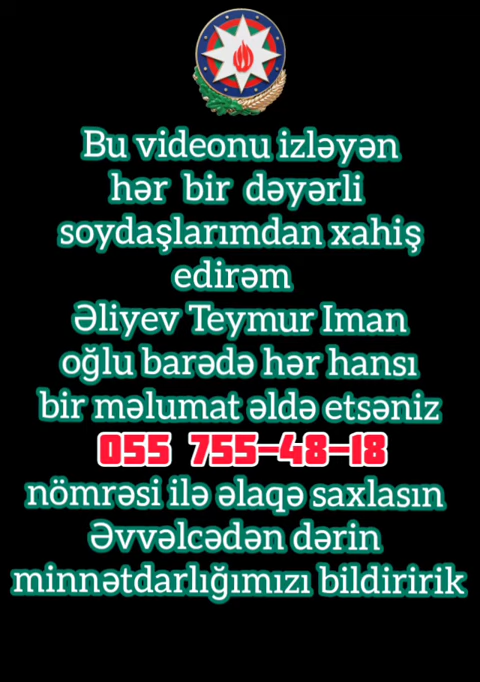 Bu videonu izləyən
hər bir dəyərli
soydaşlarımdan xahiş
edirəm
Əliyev Teymur Iman
oğlu barədə hər hansı
bir məlumat əldə etsəniz
055 755-48-18
nömrəsi ilə əlaqə saxlasın
Əvvəlcədən dərin
minnətdarlığımızı bildiririk